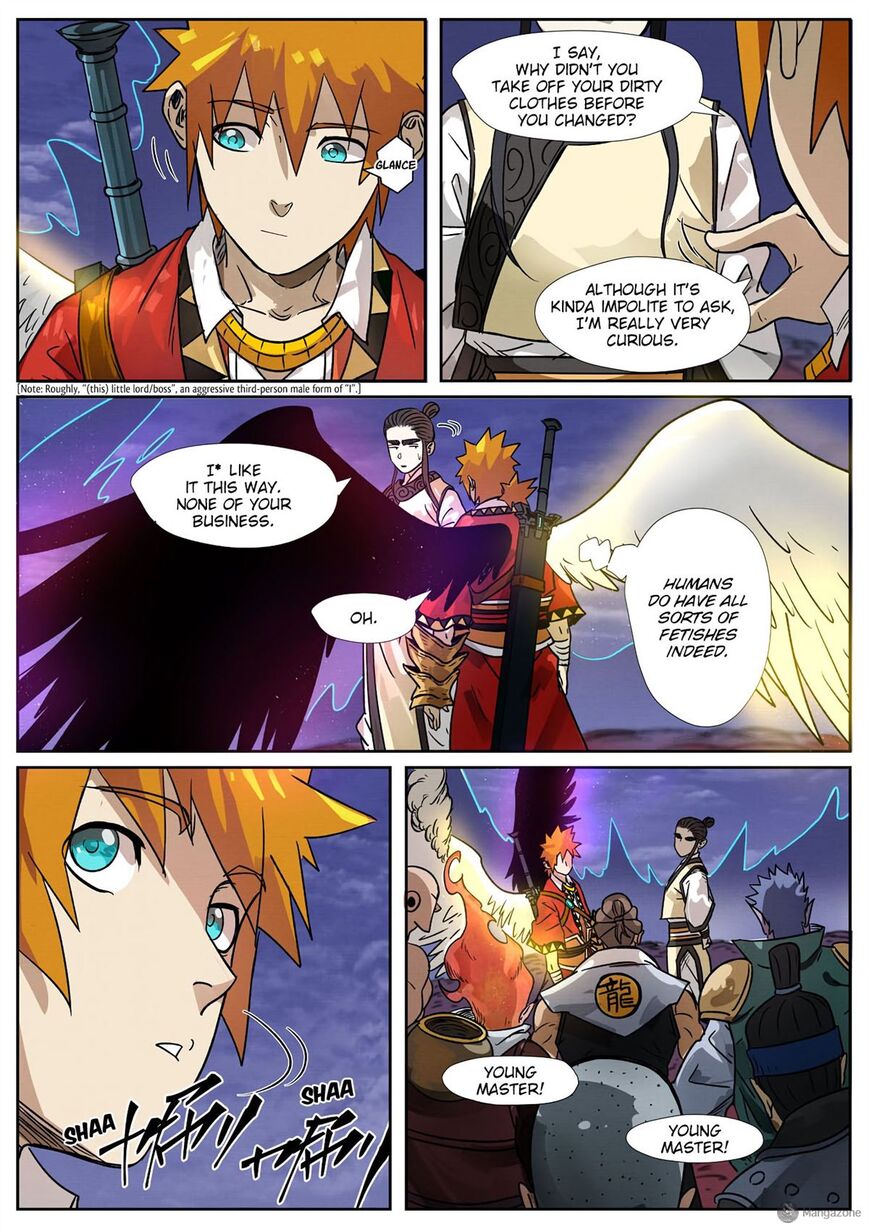 GLANCE
I SAY,
WHY DIDN'T YOU
TAKE OFF YOUR DIRTY
CLOTHES BEFORE
YOU CHANGED?
ALTHOUGH IT'S
KINDA IMPOLITE TO ASK,
I'M REALLY VERY
CURIOUS.
[Note: Roughly, "(this) little lord/boss", an aggressive third-person male form of "I".]
I* LIKE
IT THIS WAY.
NONE OF YOUR
BUSINESS.
OH.
HUMANS
DO HAVE ALL
SORTS OF
FETISHES
INDEED.
SHAA
SHAA
龍
YOUNG
MASTER!
YOUNG
MASTER!
Mangazone